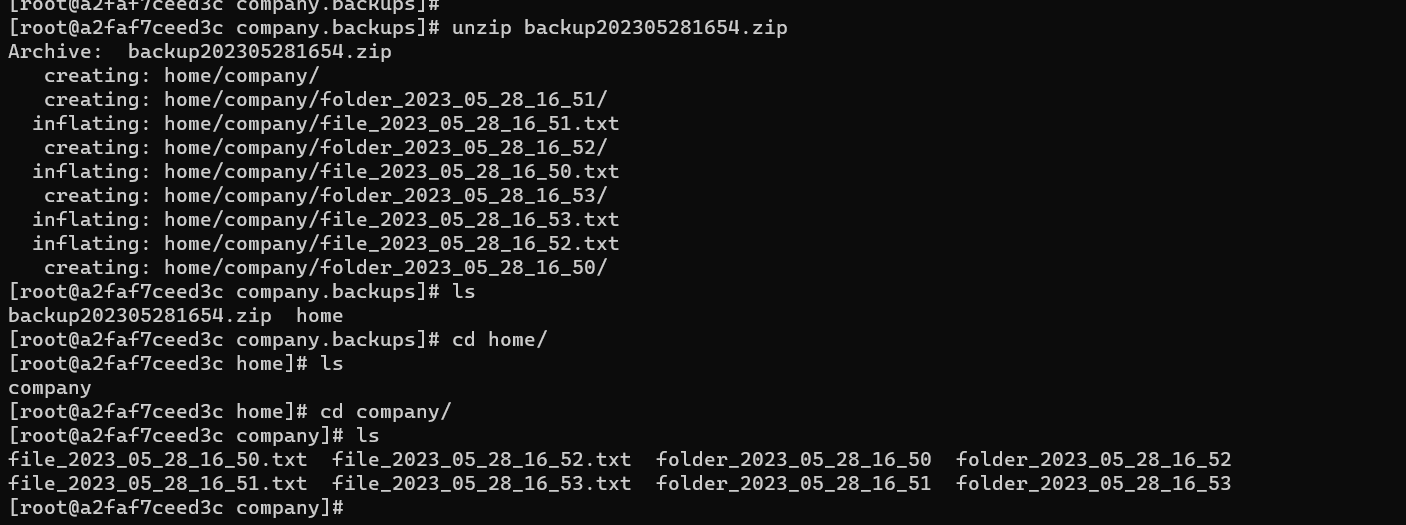 [root@a2faf7ceed3c company.backups]#
[root@a2faf7ceed3c company.backups]# unzip backup202305281654.zip
Archive:  backup202305281654.zip
   creating: home/company/
   creating: home/company/folder_2023_05_28_16_51/
  inflating: home/company/file_2023_05_28_16_51.txt
   creating: home/company/folder_2023_05_28_16_52/
  inflating: home/company/file_2023_05_28_16_50.txt
   creating: home/company/folder_2023_05_28_16_53/
  inflating: home/company/file_2023_05_28_16_53.txt
  inflating: home/company/file_2023_05_28_16_52.txt
   creating: home/company/folder_2023_05_28_16_50/
[root@a2faf7ceed3c company.backups]# ls
backup202305281654.zip  home
[root@a2faf7ceed3c company.backups]# cd home/
[root@a2faf7ceed3c home]# ls
company
[root@a2faf7ceed3c home]# cd company/
[root@a2faf7ceed3c company]# ls
file_2023_05_28_16_50.txt  file_2023_05_28_16_52.txt  folder_2023_05_28_16_50  folder_2023_05_28_16_52
file_2023_05_28_16_51.txt  file_2023_05_28_16_53.txt  folder_2023_05_28_16_51  folder_2023_05_28_16_53
[root@a2faf7ceed3c company]#